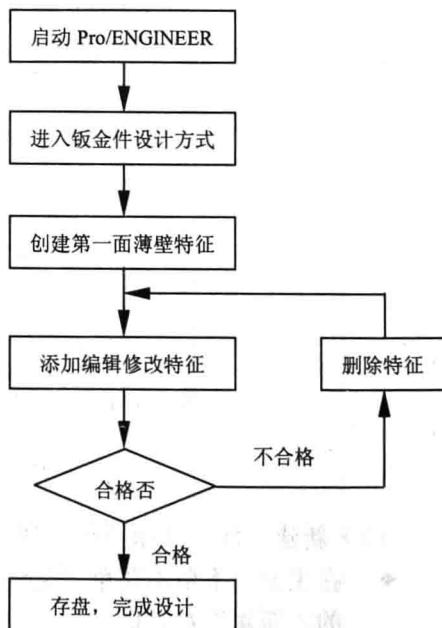 启动 Pro/ENGINEER
进入钣金件设计方式
创建第一面薄壁特征
添加编辑修改特征
删除特征
不合格
合格否
合格
存盘，完成设计